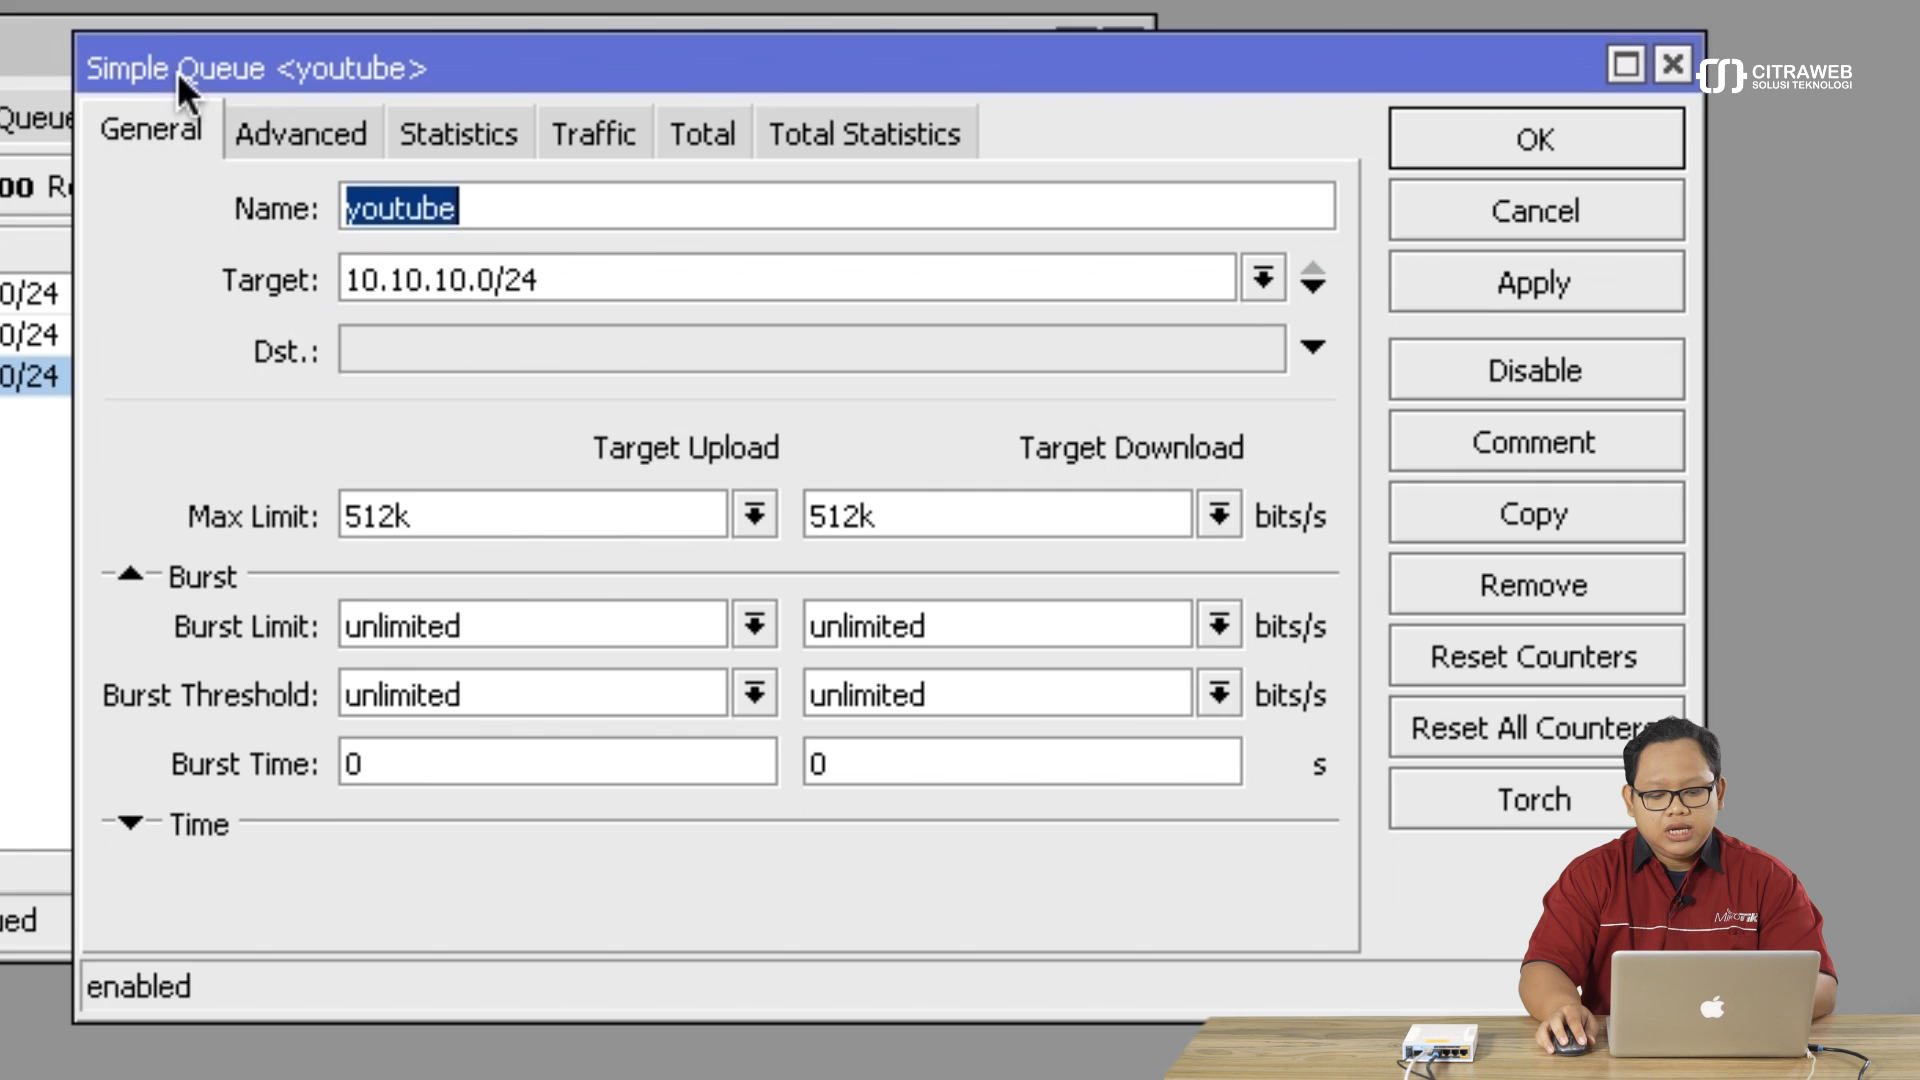 Simple Queue <youtube>
CITRAWEB
SOLUSI TEKNOLOGI
Queue
General Advanced Statistics Traffic Total Total Statistics
OK
00
Name: youtube
Cancel
Target: 10.10.10.0/24
Apply
0/24
0/24
0/24
Dst.:
Disable
Target Upload Target Download
Comment
Max Limit: 512k 512k bits/s
Copy
Burst
Remove
Burst Limit: unlimited unlimited bits/s
Reset Counters
Burst Threshold: unlimited unlimited bits/s
Reset All Counters
Burst Time: 0 0 s
Torch
Time
MikroTik
enabled